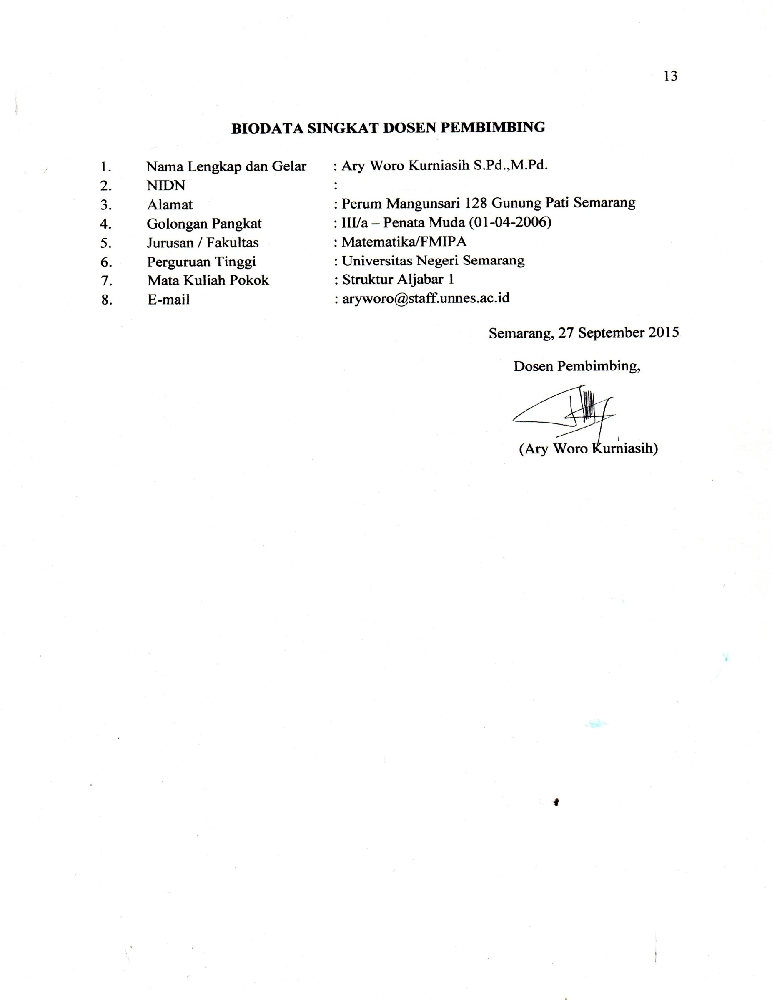 13
BIODATA SINGKAT DOSEN PEMBIMBING
1. Nama Lengkap dan Gelar : Ary Woro Kurniasih S.Pd.,M.Pd.
2. NIDN :
3. Alamat : Perum Mangunsari 128 Gunung Pati Semarang
4. Golongan Pangkat : III/a – Penata Muda (01-04-2006)
5. Jurusan / Fakultas : Matematika/FMIPA
6. Perguruan Tinggi : Universitas Negeri Semarang
7. Mata Kuliah Pokok : Struktur Aljabar 1
8. E-mail : aryworo@staff.unnes.ac.id
Semarang, 27 September 2015
Dosen Pembimbing,
(Ary Woro Kurniasih)